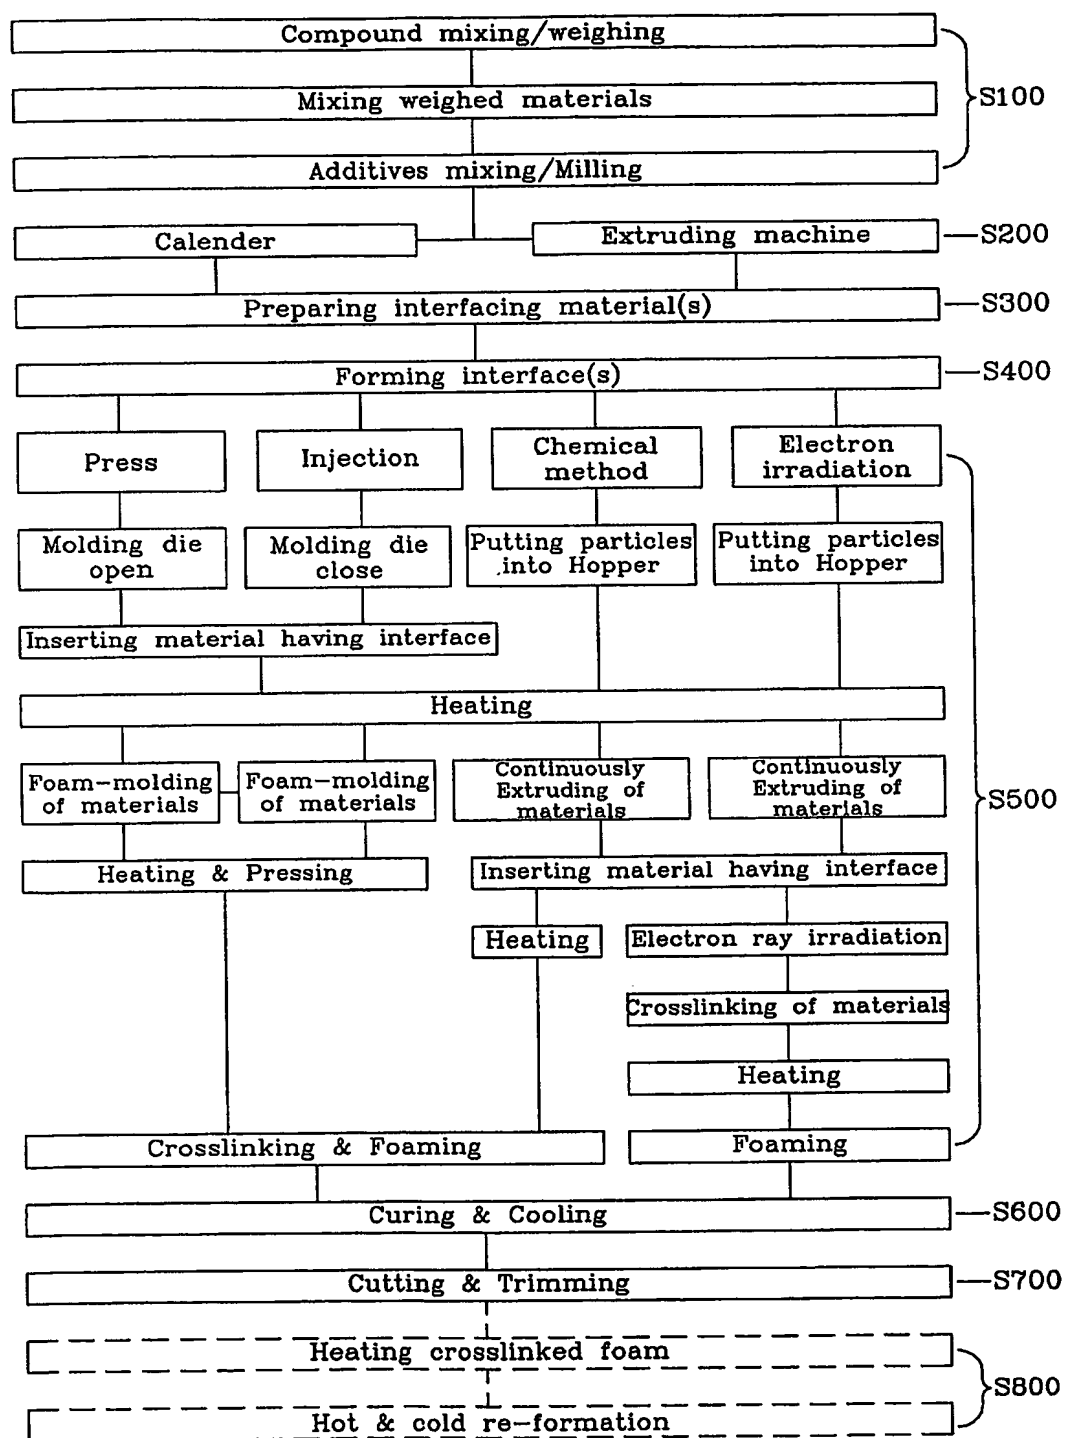 Compound mixing/weighing
Mixing weighed materials
S100
Additives mixing/Milling
Calender
Extruding machine
S200
Preparing interfacing material(s)
S300
Forming interface(s)
S400
Press
Injection
Chemical
method
Electron
irradiation
Molding die
open
Molding die
close
Putting particles
into Hopper
Putting particles
into Hopper
Inserting material having interface
Heating
Foam-molding
of materials
Foam-molding
of materials
Continuously
Extruding of
materials
Continuously
Extruding of
materials
S500
Heating & Pressing
Inserting material having interface
Heating
Electron ray irradiation
Crosslinking of materials
Heating
Crosslinking & Foaming
Foaming
Curing & Cooling
S600
Cutting & Trimming
S700
Heating crosslinked foam
S800
Hot & cold re-formation